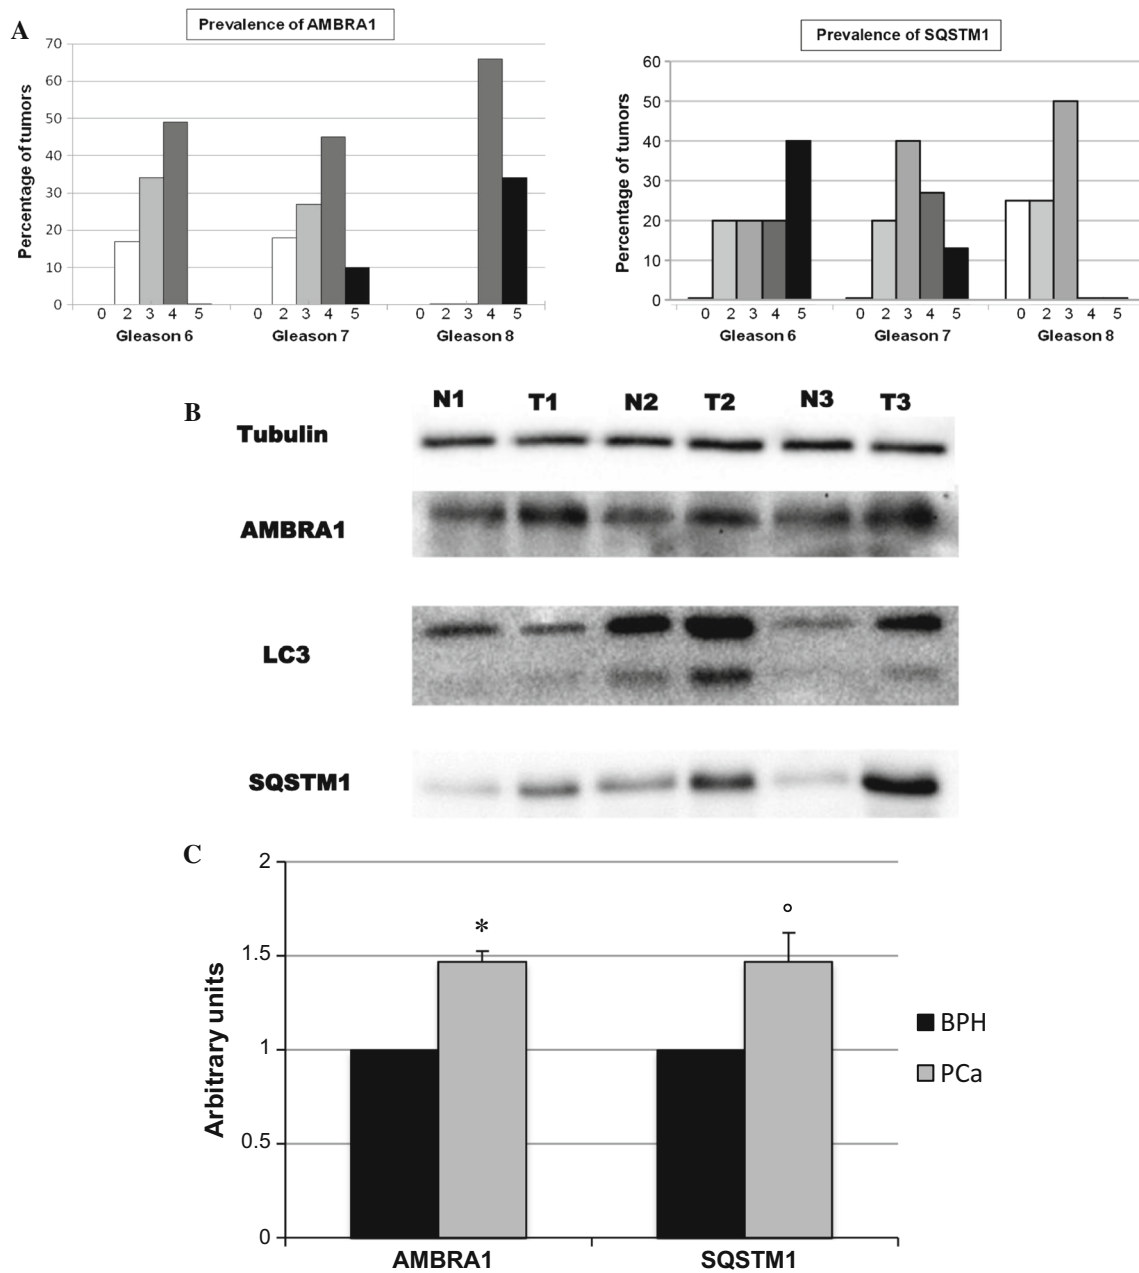 A
Prevalence of AMBRA1
Percentage of tumors
70
60
50
40
30
20
10
0
0 2 3 4 5 0 2 3 4 5 0 2 3 4 5
Gleason 6 Gleason 7 Gleason 8
Prevalence of SQSTM1
Percentage of tumors
60
50
40
30
20
10
0
0 2 3 4 5 0 2 3 4 5 0 2 3 4 5
Gleason 6 Gleason 7 Gleason 8
B
N1 T1 N2 T2 N3 T3
Tubulin
AMBRA1
LC3
SQSTM1
C
Arbitrary units
2
1.5
1
0.5
0
*
°
AMBRA1 SQSTM1
BPH
PCa